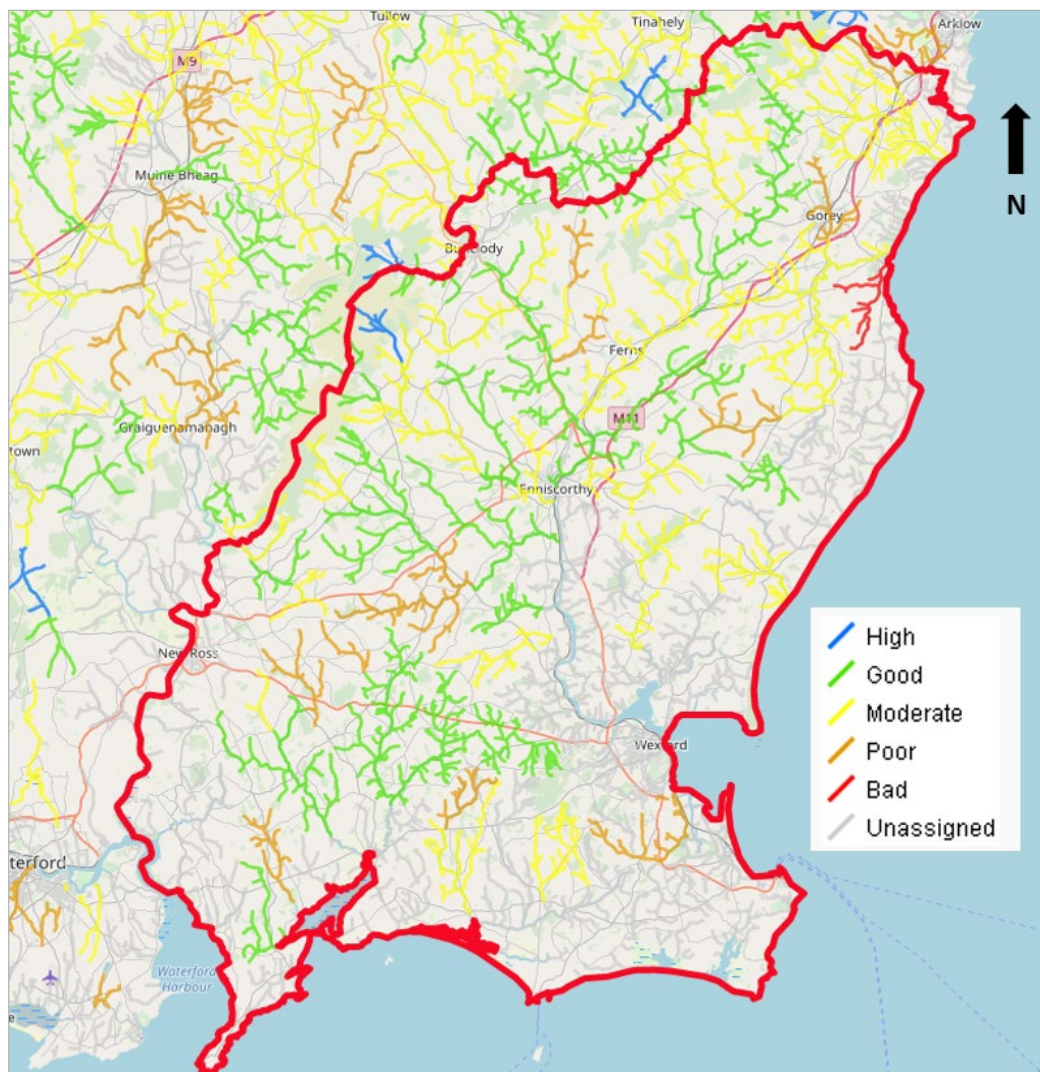 Tullow
Tinahely
Arklow
M9
N
Muine Bheag
Gorey
Ferns
M11
Graiguenamanagh
town
Enniscorthy
High
Good
New Ross
Moderate
Poor
Wexford
Bad
Unassigned
terford
Waterford
Harbour
e